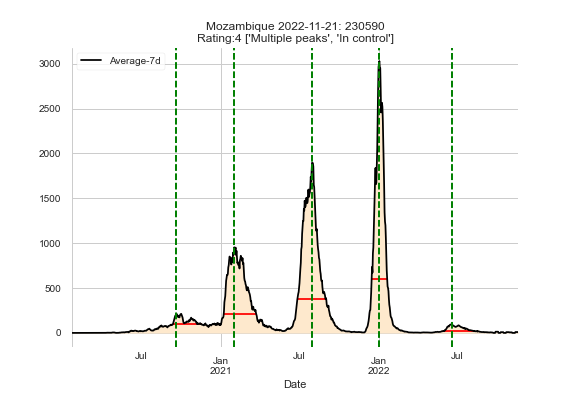 Mozambique 2022-11-21: 230590
Rating:4 ['Multiple peaks', 'In control']
Average-7d
3000
2500
2000
1500
1000
500
0
Jul
Jan
2021
Jul
Jan
2022
Jul
Date